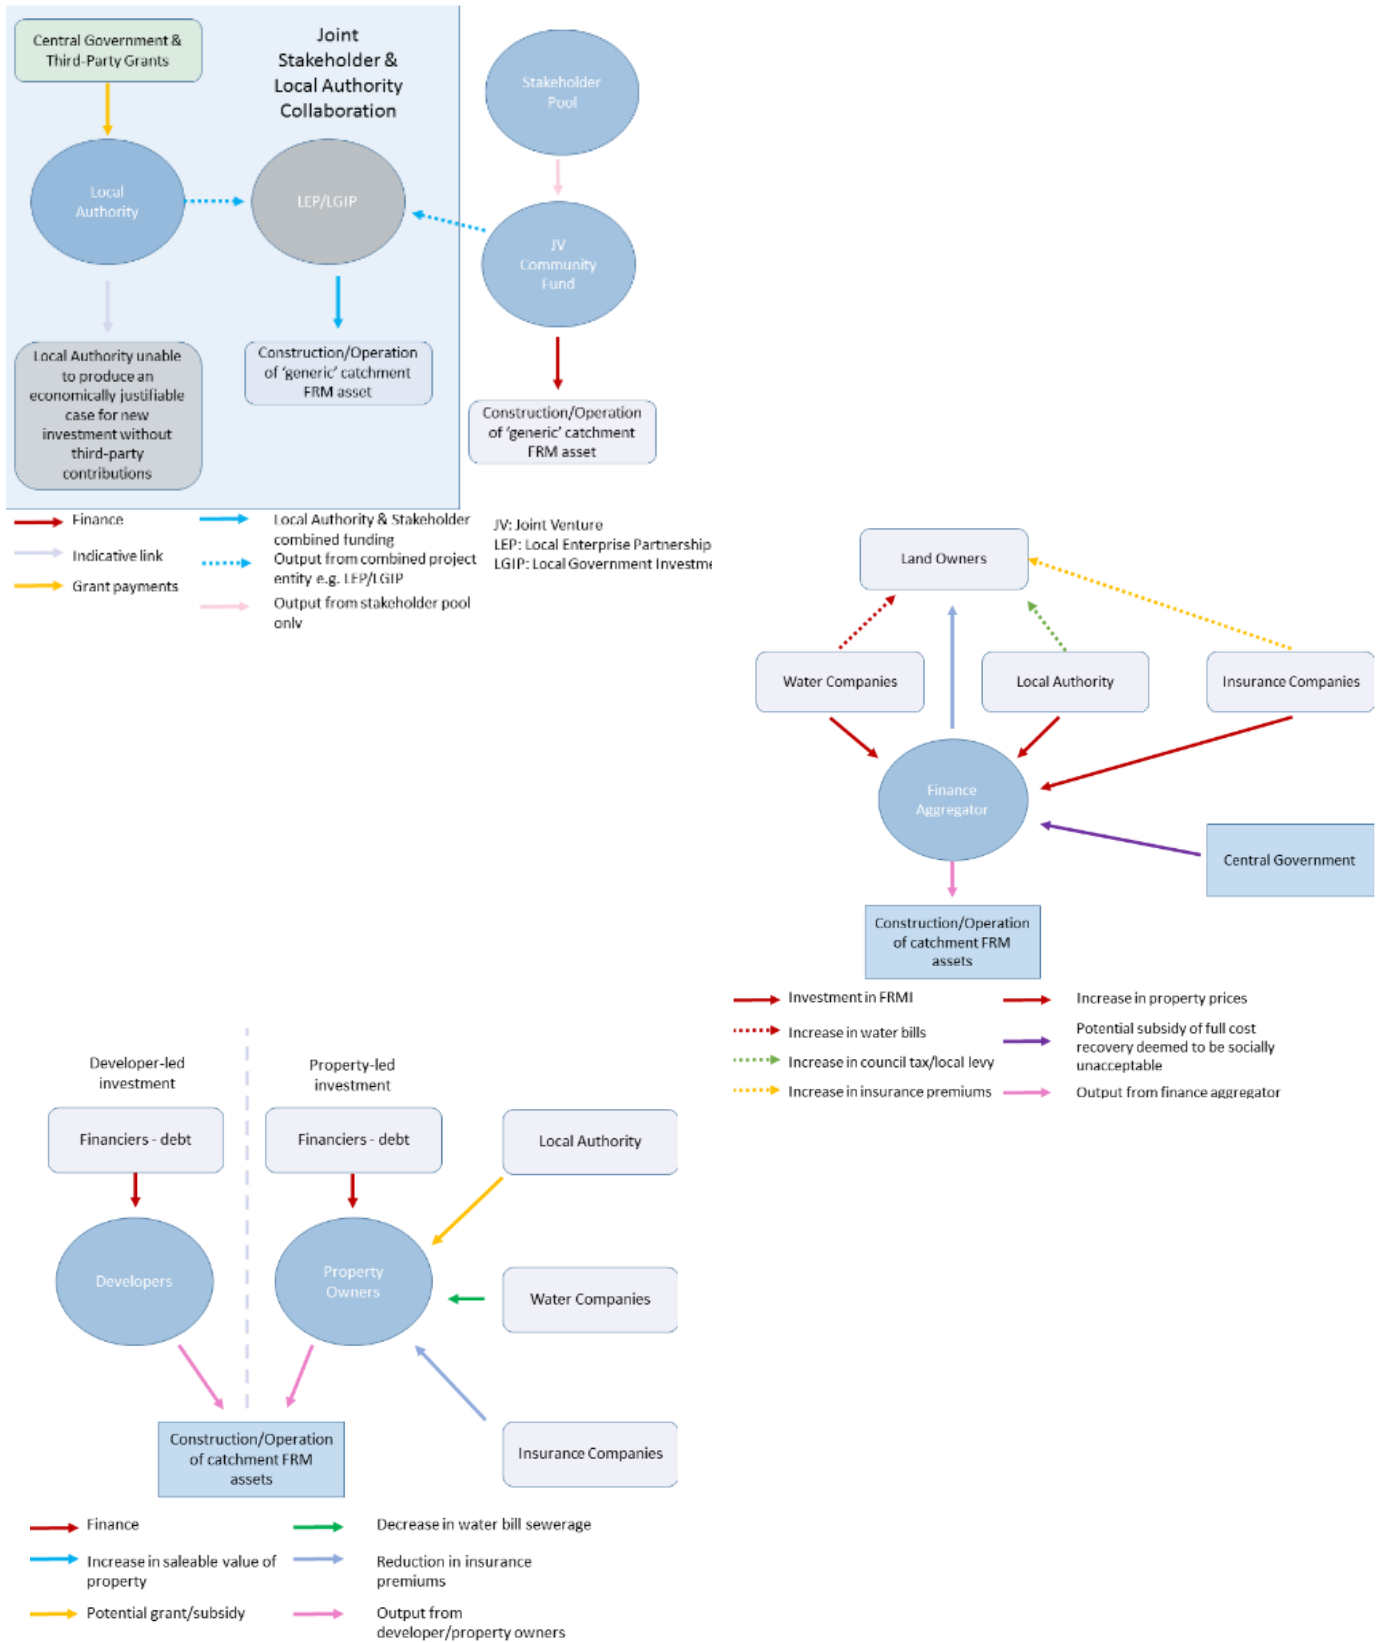 Central Government &
Third-Party Grants
Joint
Stakeholder &
Local Authority
Collaboration
Stakeholder
Pool
Local
Authority
LEP/LGIP
JV
Community
Fund
Local Authority unable
to produce an
economically justifiable
case for new
investment without
third-party
contributions
Construction/Operation
of 'generic' catchment
FRM asset
Construction/Operation
of 'generic' catchment
FRM asset
Finance
Indicative link
Grant payments
Local Authority & Stakeholder
combined funding
Output from combined project
entity e.g. LEP/LGIP
Output from stakeholder pool
only
JV: Joint Venture
LEP: Local Enterprise Partnership
LGIP: Local Government Investme
Land Owners
Water Companies
Local Authority
Insurance Companies
Finance
Aggregator
Central Government
Construction/Operation
of catchment FRM
assets
Investment in FRMI
Increase in water bills
Increase in council tax/local levy
Increase in insurance premiums
Increase in property prices
Potential subsidy of full cost
recovery deemed to be socially
unacceptable
Output from finance aggregator
Developer-led
investment
Property-led
investment
Financiers - debt
Financiers - debt
Local Authority
Developers
Property
Owners
Water Companies
Insurance Companies
Construction/Operation
of catchment FRM
assets
Finance
Increase in saleable value of
property
Potential grant/subsidy
Decrease in water bill sewerage
Reduction in insurance
premiums
Output from
developer/property owners